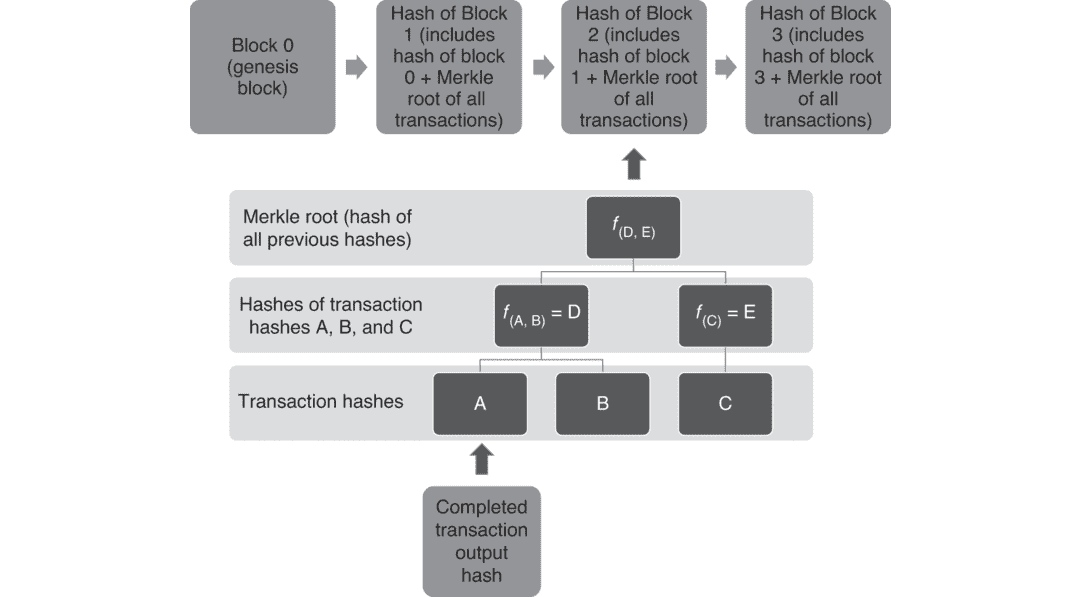 Block 0
(genesis
block)
Hash of Block
1 (includes
hash of block
0 + Merkle
root of all
transactions)
Hash of Block
2 (includes
hash of block
1 + Merkle root
of all
transactions)
Hash of Block
3 (includes
hash of block
3 + Merkle root
of all
transactions)
Merkle root (hash of
all previous hashes)
f(D, E)
Hashes of transaction
hashes A, B, and C
f(A, B) = D
f(C) = E
Transaction hashes
A
B
C
Completed
transaction
output
hash